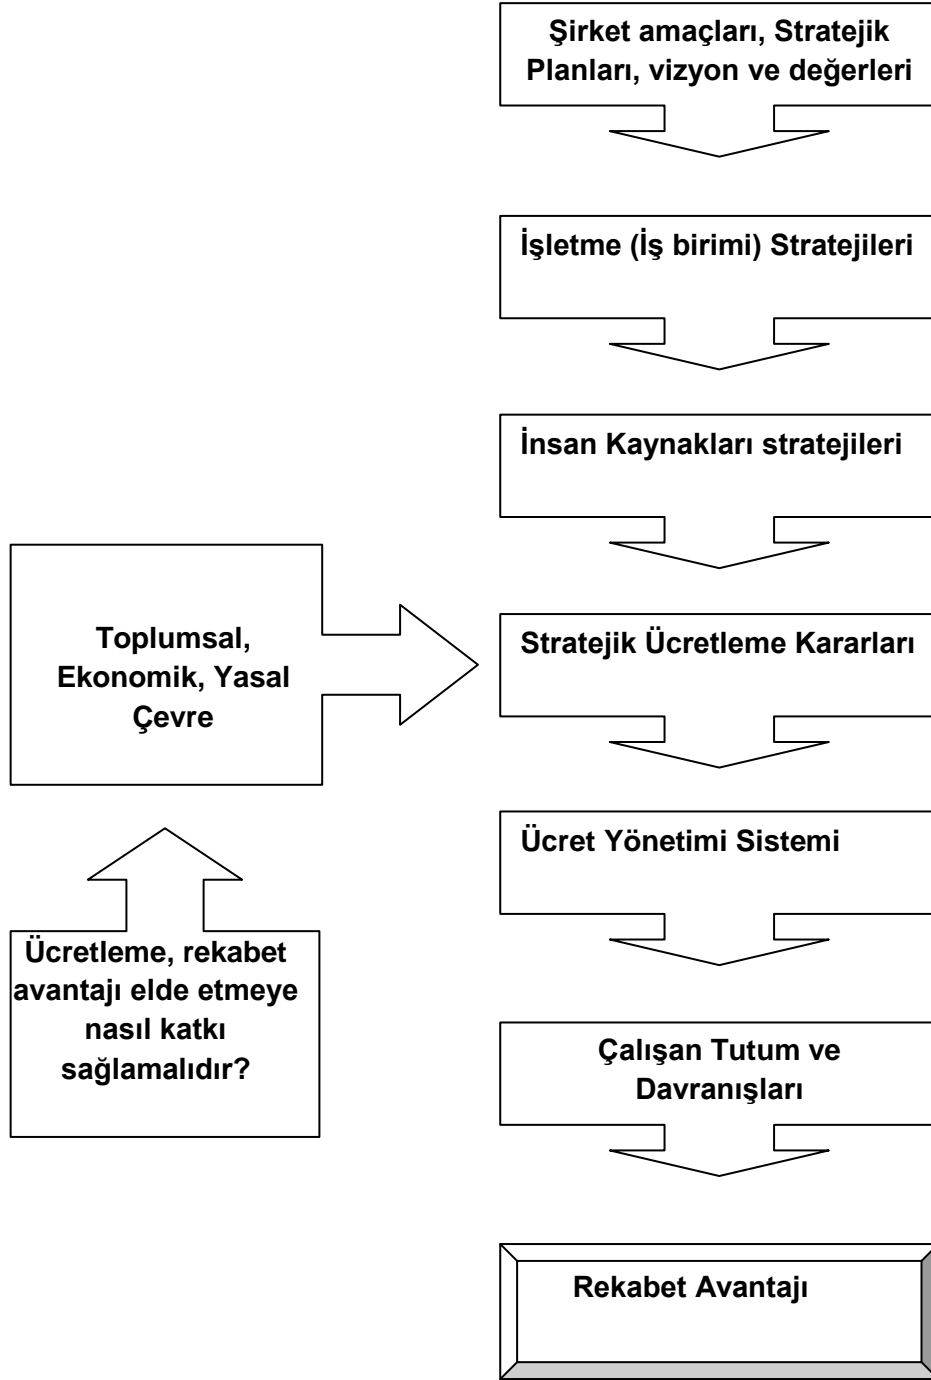 Şirket amaçları, Stratejik
Planları, vizyon ve değerleri
İşletme (İş birimi) Stratejileri
İnsan Kaynakları stratejileri
Toplumsal,
Ekonomik, Yasal
Çevre
Stratejik Ücretleme Kararları
Ücret Yönetimi Sistemi
Ücretleme, rekabet
avantajı elde etmeye
nasıl katkı
sağlamalıdır?
Çalışan Tutum ve
Davranışları
Rekabet Avantajı